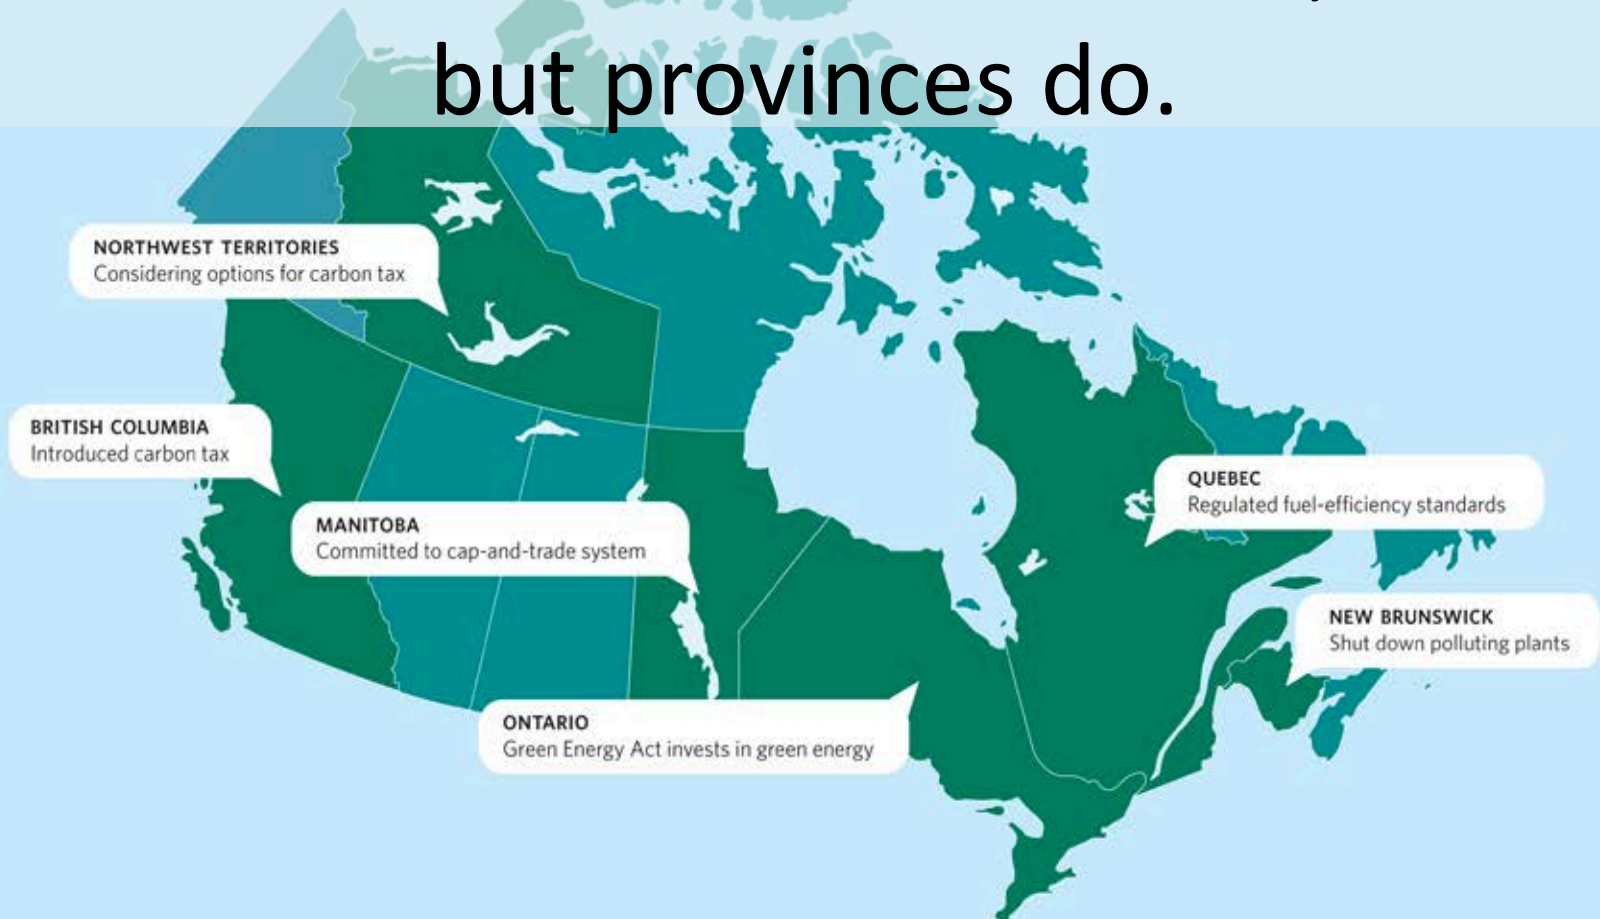 but provinces do.
NORTHWEST TERRITORIES
Considering options for carbon tax
BRITISH COLUMBIA
Introduced carbon tax
MANITOBA
Committed to cap-and-trade system
QUEBEC
Regulated fuel-efficiency standards
NEW BRUNSWICK
Shut down polluting plants
ONTARIO
Green Energy Act invests in green energy